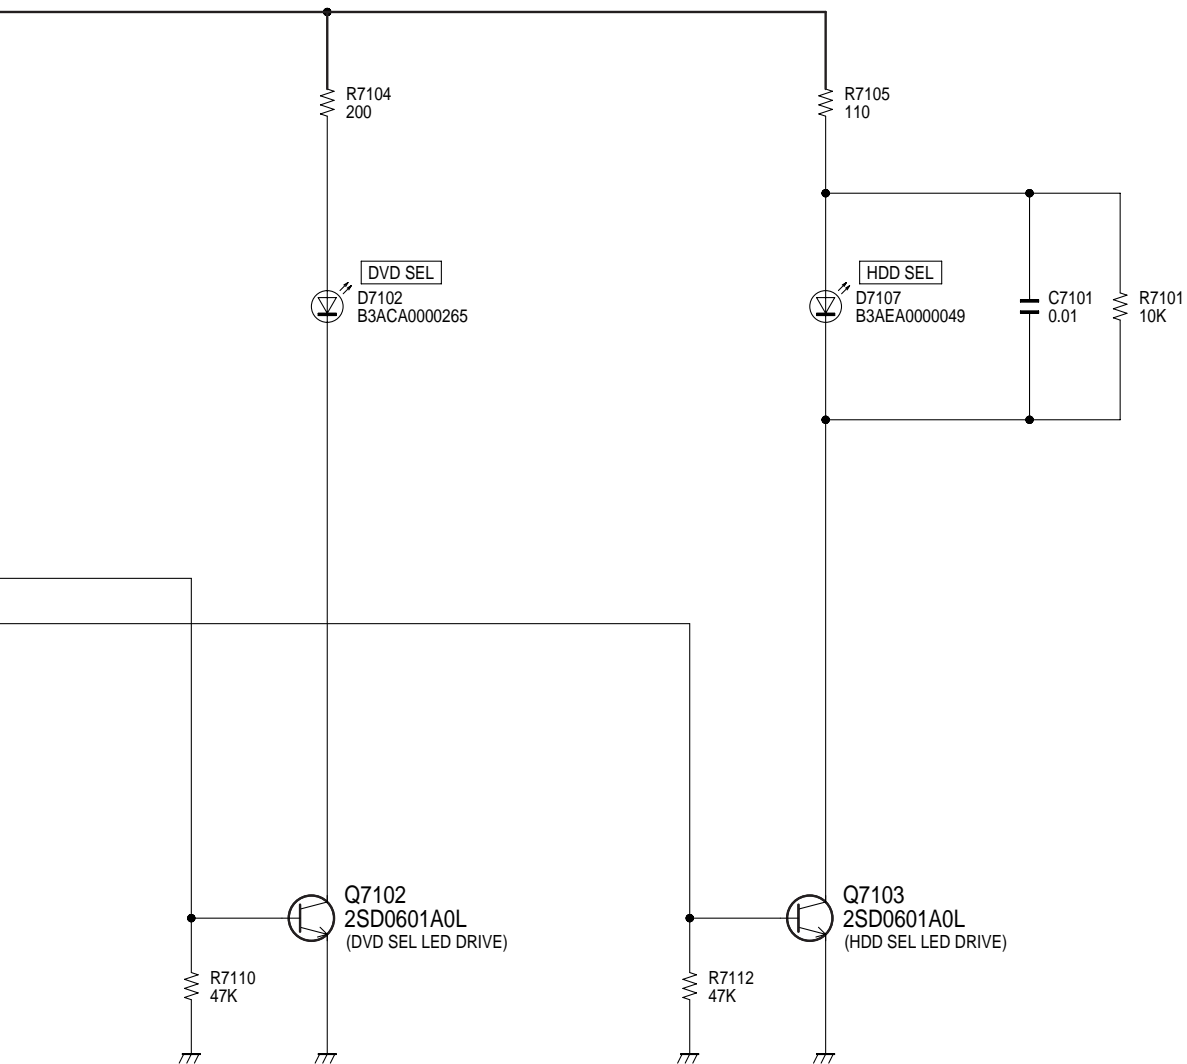 R7104
200
R7105
110
DVD SEL
D7102
B3ACA0000265
HDD SEL
D7107
B3AEA0000049
C7101
0.01
R7101
10K
Q7102
2SD0601A0L
(DVD SEL LED DRIVE)
Q7103
2SD0601A0L
(HDD SEL LED DRIVE)
R7110
47K
R7112
47K